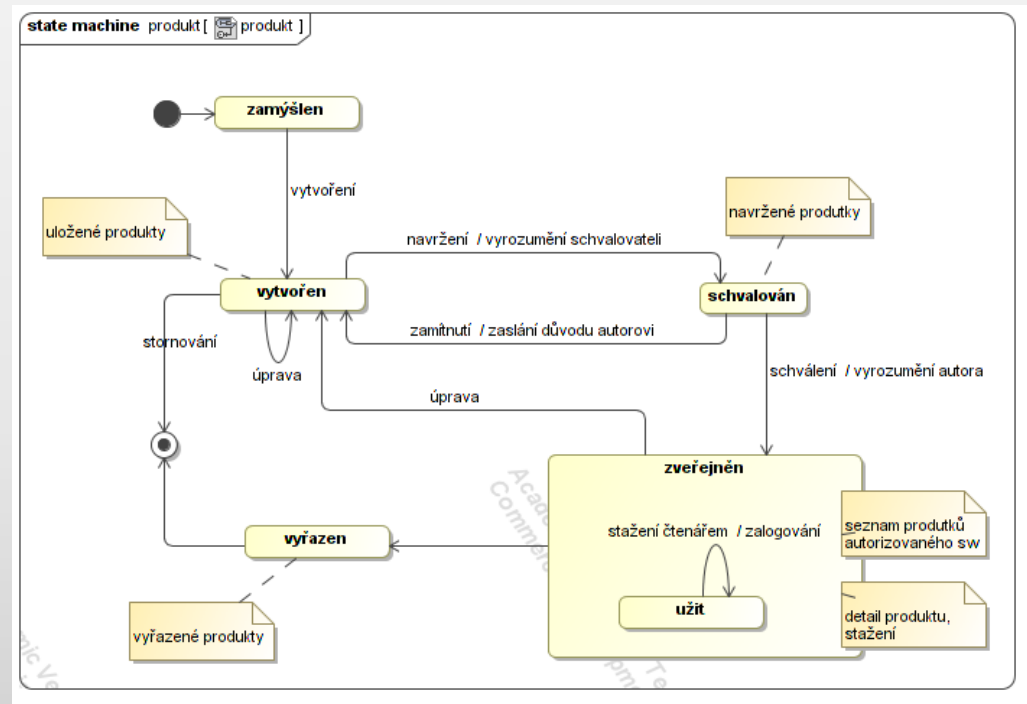 state machine produkt [ produkt ]
zamýšlen
vytvoření
navržené produtky
uložené produkty
navržení / vyrozumění schvalovateli
vytvořen
schvalován
zamítnutí / zaslání důvodu autorovi
stornování
úprava
schválení / vyrozumění autora
úprava
zveřejněn
stažení čtenářem / zalogování
seznam produtků
autorizovaného sw
vyřazen
užit
detail produktu,
stažení
vyřazené produkty